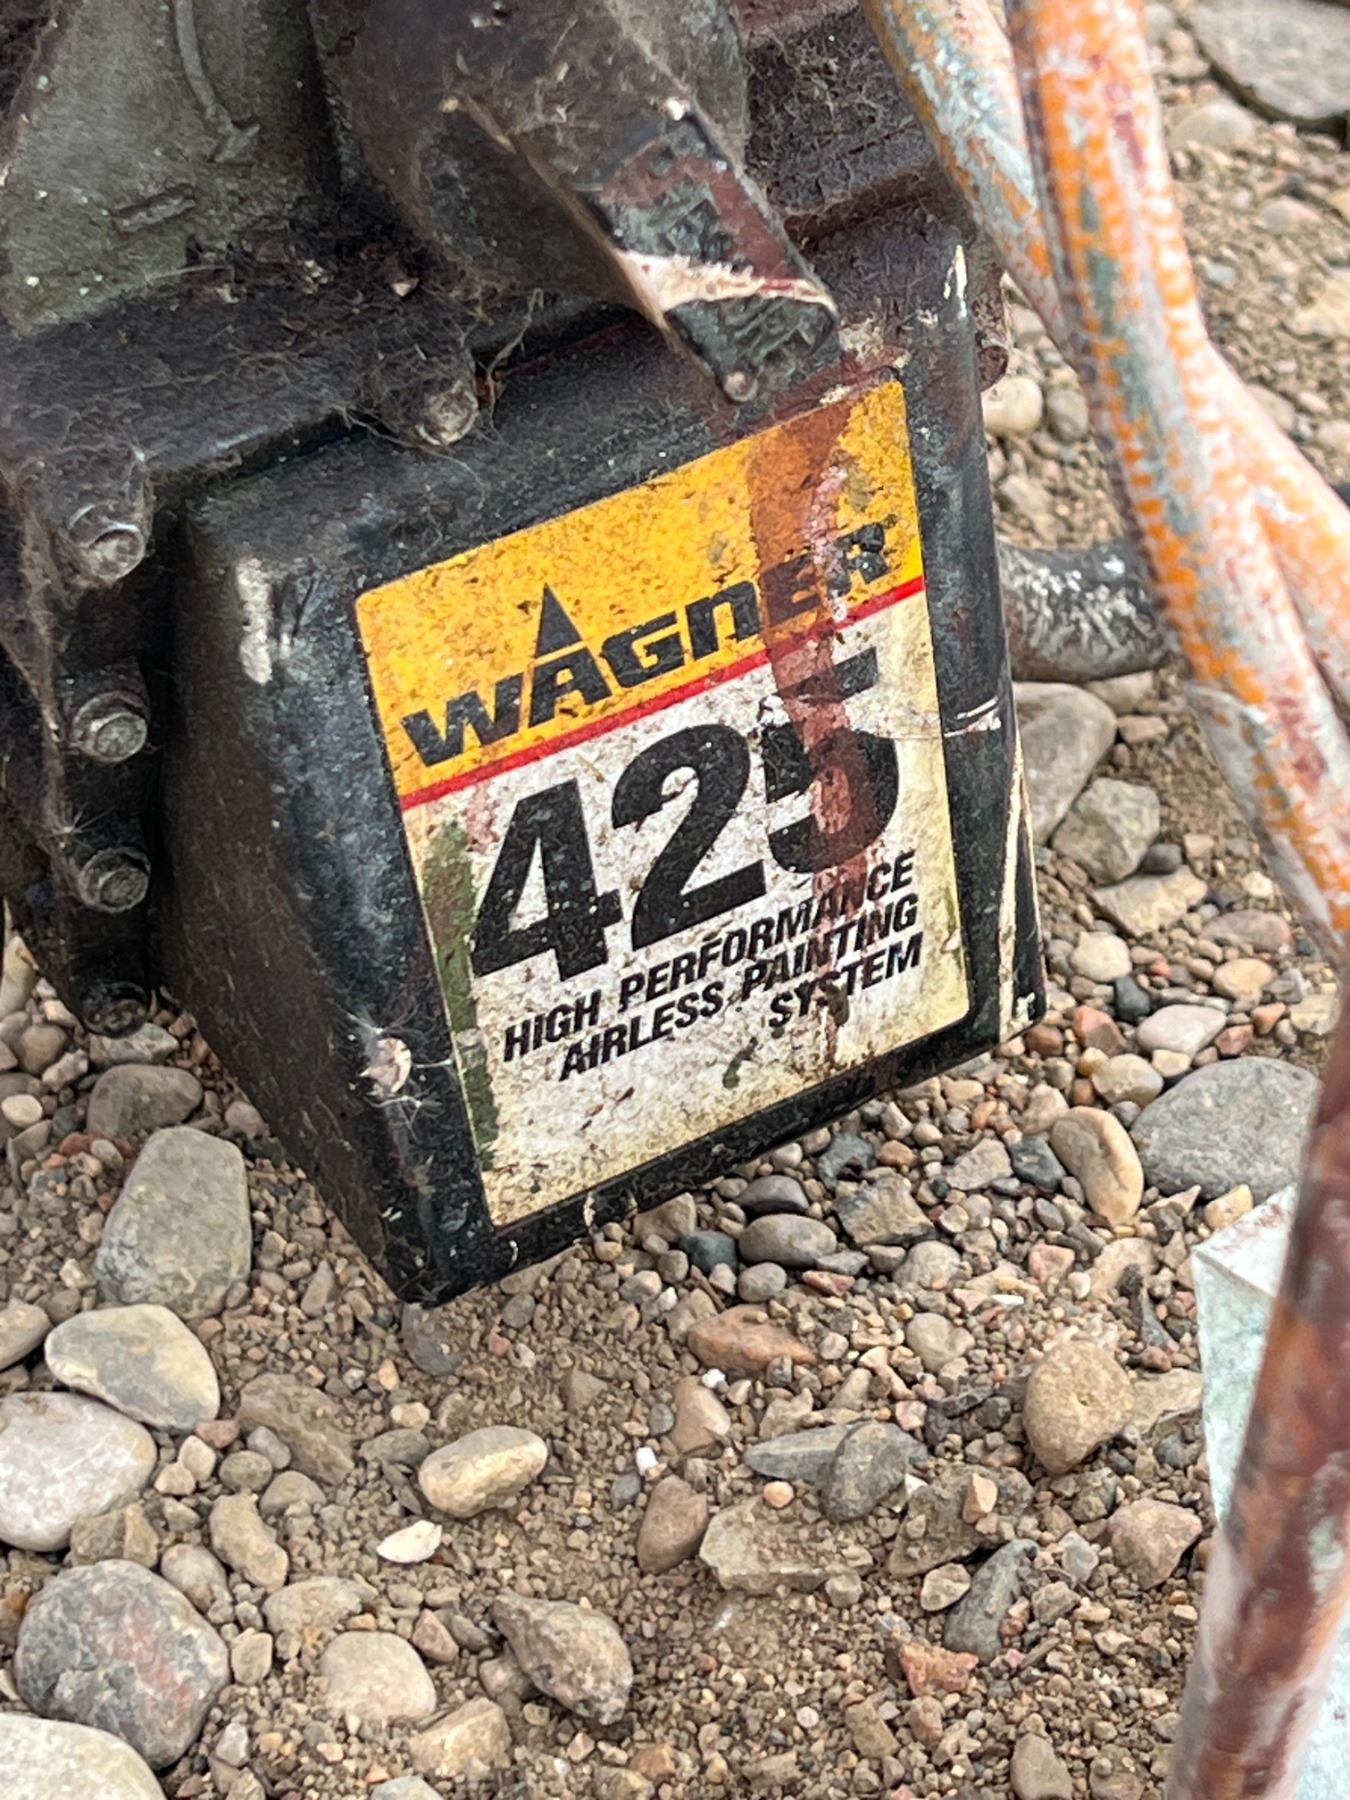 WAGNER
425
HIGH PERFORMANCE
AIRLESS PAINTING
SYSTEM